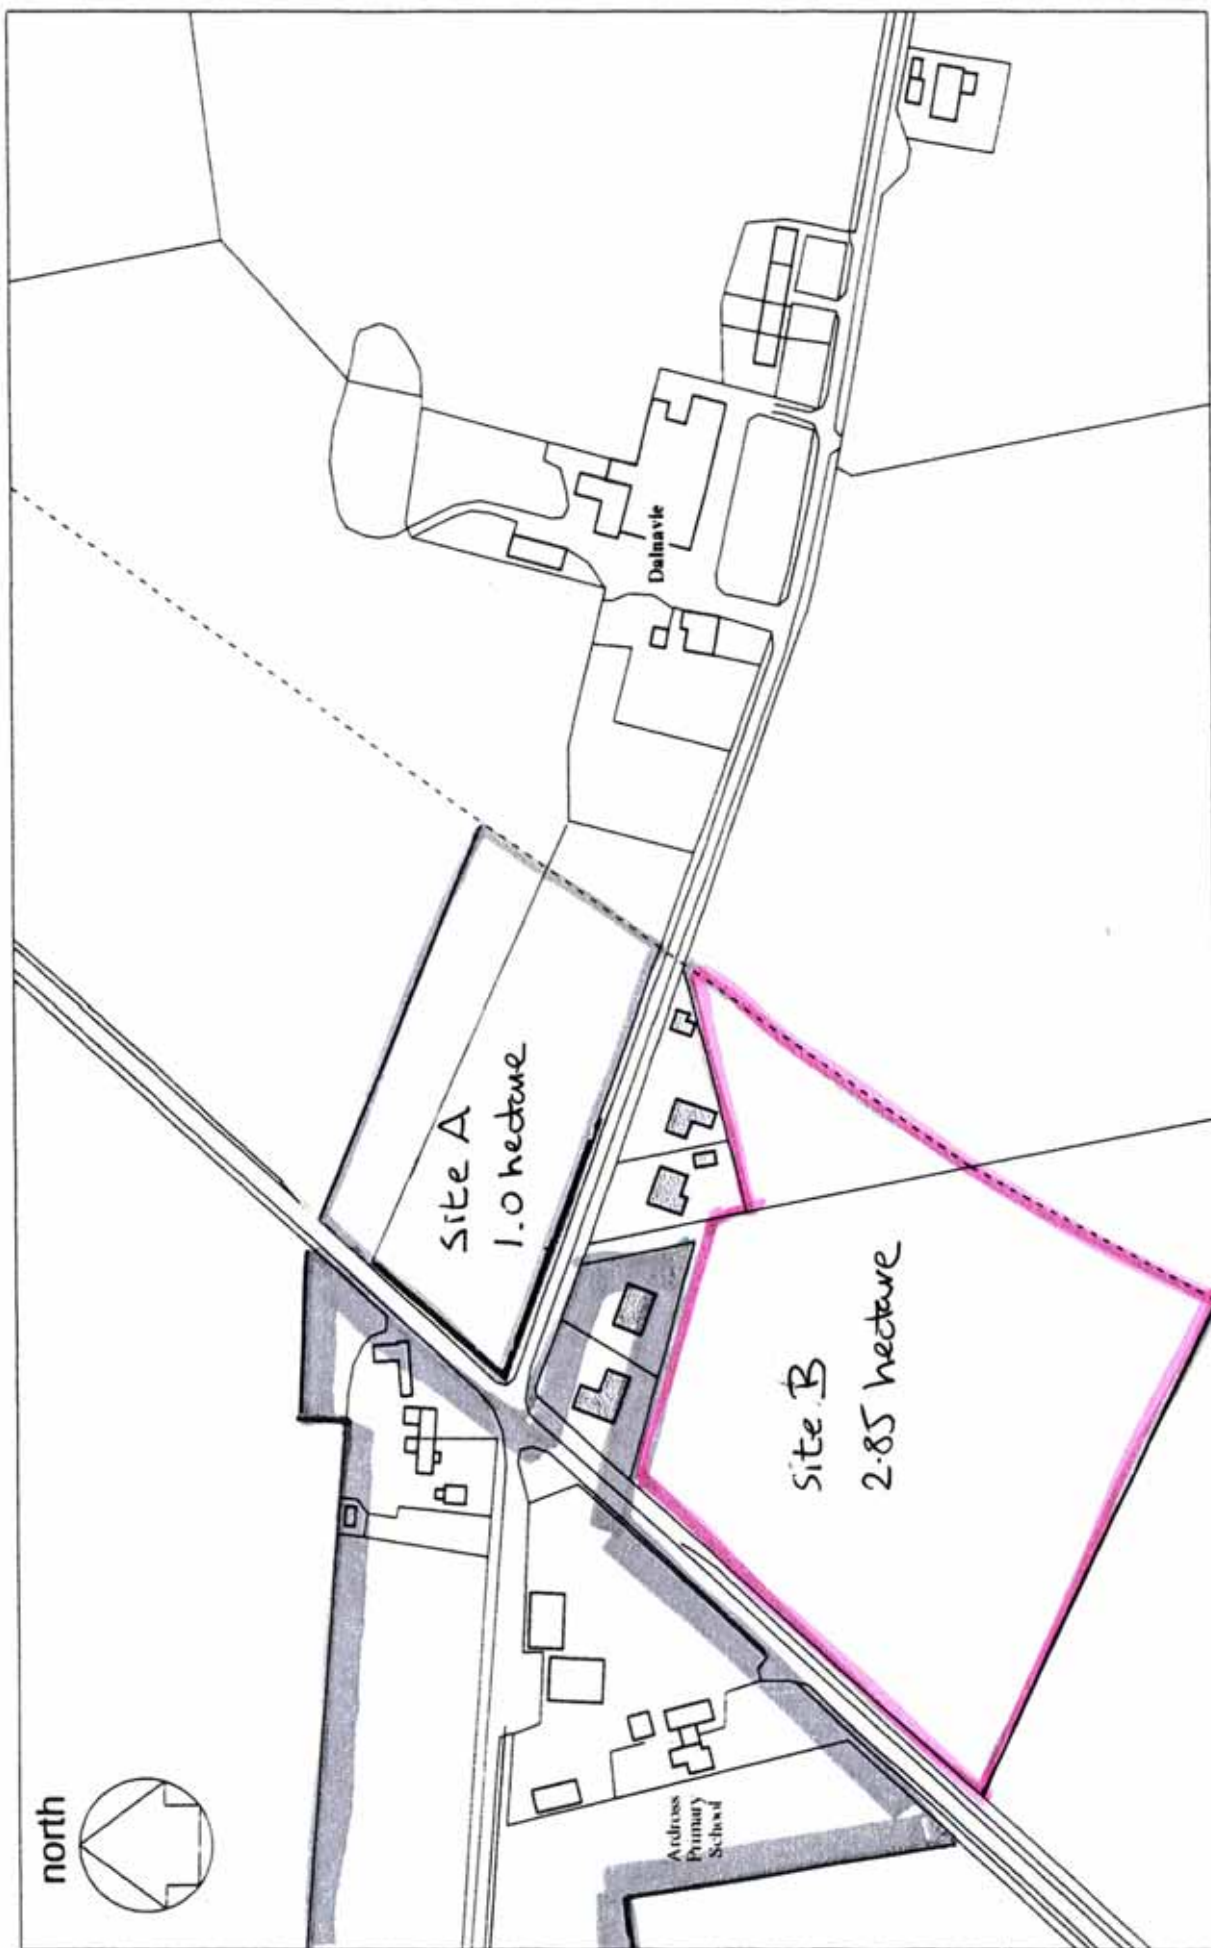 north
Site A
1.0 hectare
Dalnavie
Site B
2.85 hectare
Ardross
Primary
School